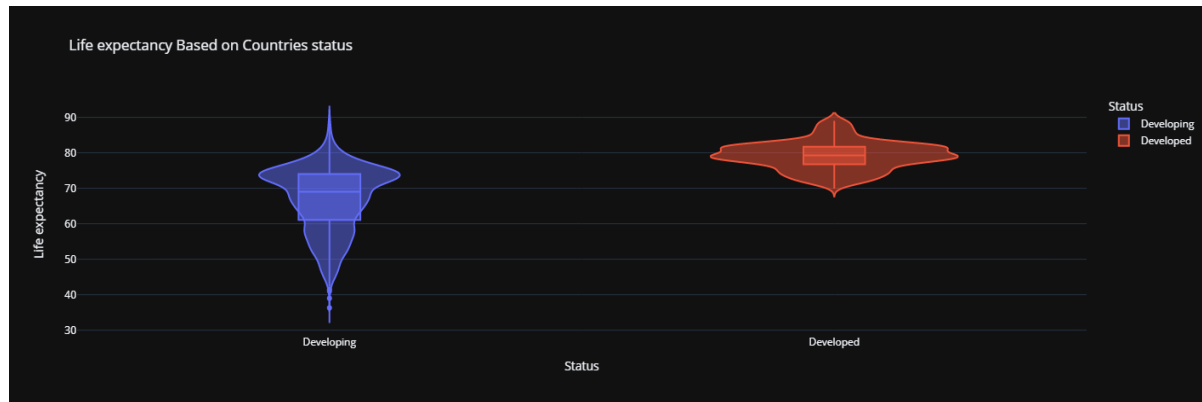 Life expectancy Based on Countries status
Status
Developing
Developed
Life expectancy
90
80
70
60
50
40
30
Developing
Developed
Status